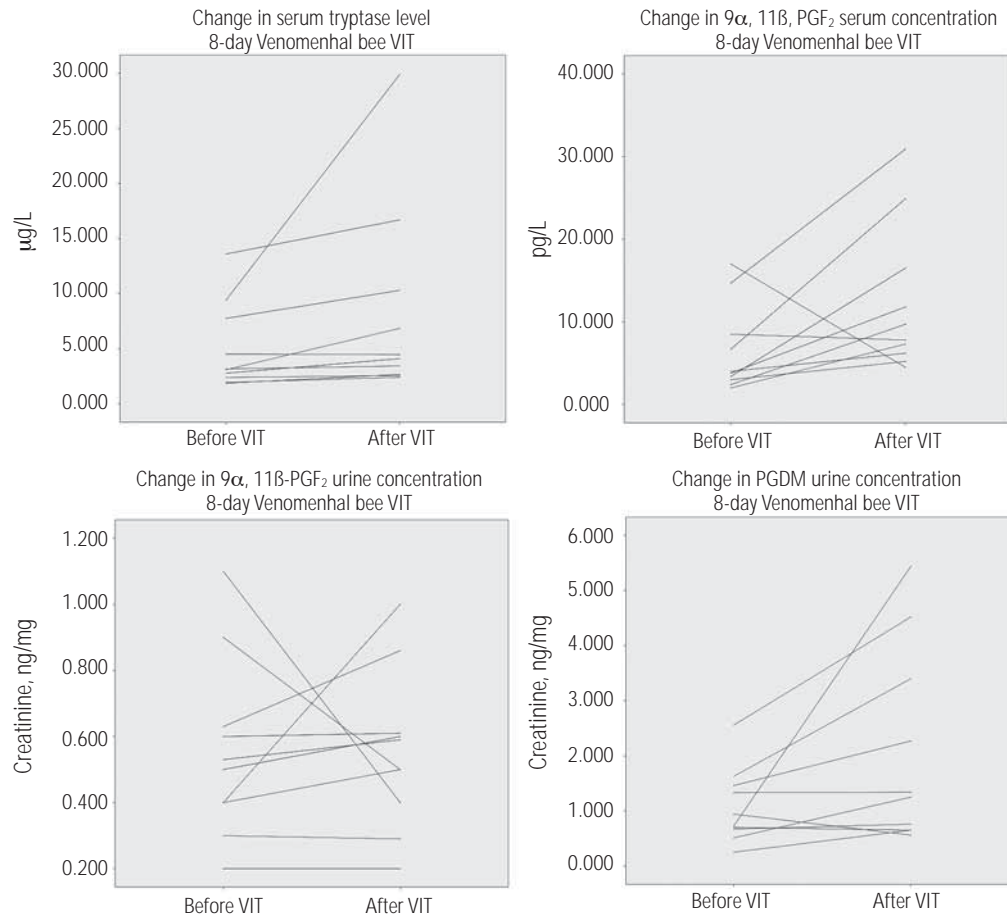 Change in serum tryptase level
8-day Venomenhal bee VIT
30.000
25.000
20.000
15.000
10.000
5.000
0.000
µg/L
Before VIT
After VIT
Change in 9α, 11ß, PGF₂ serum concentration
8-day Venomenhal bee VIT
40.000
30.000
20.000
10.000
0.000
pg/L
Before VIT
After VIT
Change in 9α, 11ß-PGF₂ urine concentration
8-day Venomenhal bee VIT
1.200
1.000
0.800
0.600
0.400
0.200
Creatinine, ng/mg
Before VIT
After VIT
Change in PGDM urine concentration
8-day Venomenhal bee VIT
6.000
5.000
4.000
3.000
2.000
1.000
0.000
Creatinine, ng/mg
Before VIT
After VIT